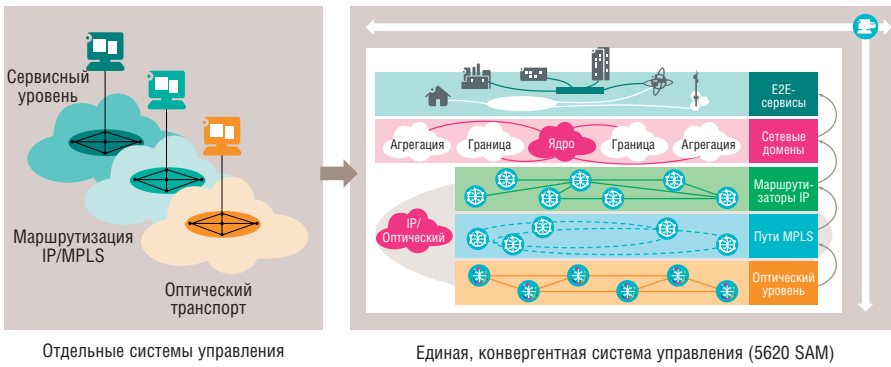 Сервисный
уровень
Маршрутизация
IP/MPLS
Оптический
транспорт
Отдельные системы управления
E2E-
сервисы
Агрегация
Граница
Ядро
Граница
Агрегация
Сетевые
домены
Маршрути-
заторы IP
IP/
Оптический
Пути MPLS
Оптический
уровень
Единая, конвергентная система управления (5620 SAM)